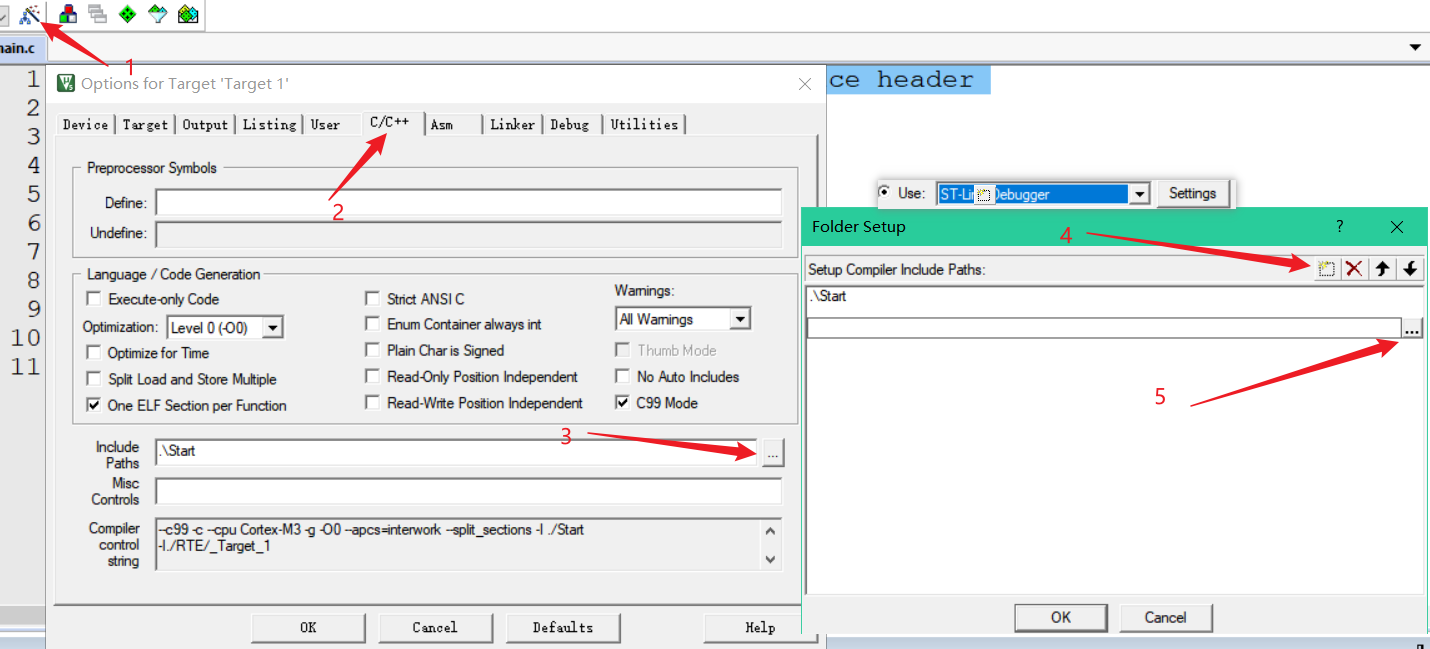 main.c
1
1
2
3
4
5
6
7
8
9
10
11
ce header
Options for Target 'Target 1'
Device
Target
Output
Listing
User
C/C++
Asm
Linker
Debug
Utilities
2
Preprocessor Symbols
Define:
Undefine:
Language / Code Generation
Execute-only Code
Optimization: Level 0 (-O0)
Optimize for Time
Split Load and Store Multiple
One ELF Section per Function
Strict ANSI C
Enum Container always int
Plain Char is Signed
Read-Only Position Independent
Read-Write Position Independent
Warnings:
All Warnings
Thumb Mode
No Auto Includes
C99 Mode
Include
Paths
.\Start
3
...
Misc
Controls
Compiler
control
string
--c99 -c --cpu Cortex-M3 -g -O0 --apcs=interwork --split_sections -I ./Start
-I./RTE/_Target_1
OK
Cancel
Defaults
Help
Use:
Debugger
Settings
Folder Setup
?
4
Setup Compiler Include Paths:
.\Start
...
5
OK
Cancel